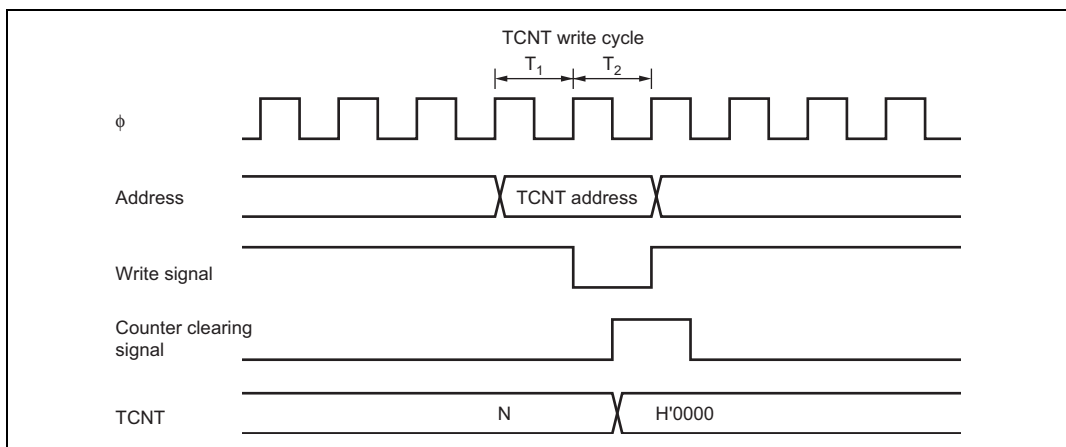 TCNT write cycle
T1 T2
ϕ
Address
TCNT address
Write signal
Counter clearing
signal
TCNT
N
H'0000